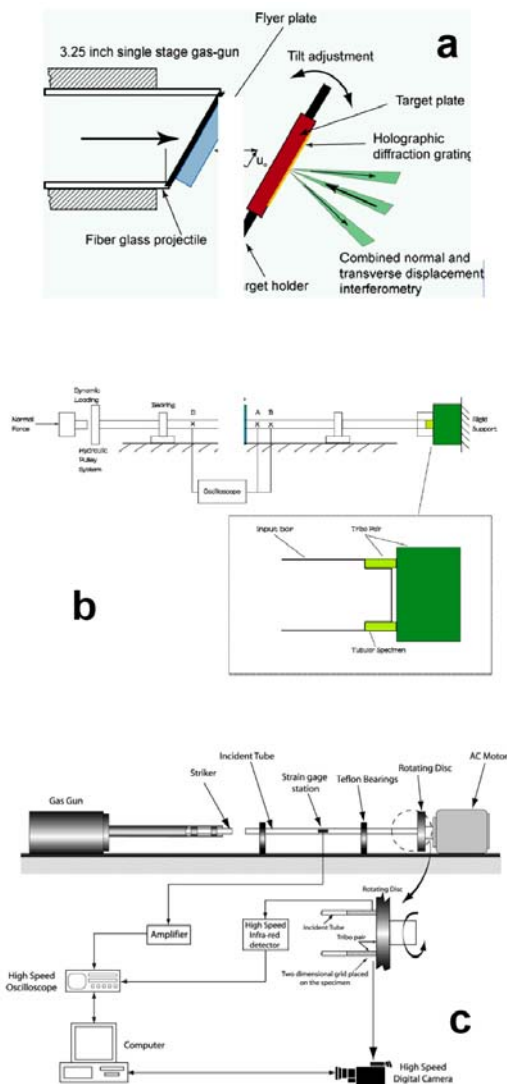 Flyer plate
a
3.25 inch single stage gas-gun
Tilt adjustment
Target plate
Holographic
diffraction grating
u
Fiber glass projectile
Combined normal and
transverse displacement
interferometry
rget holder
Dynamic
Loading
Bearing
D
A B
Normal
Force
Rigid
Support
Hydraulic
Pulley
System
Oscilloscope
Input bar
Tribo Pair
b
Tubular Specimen
Incident Tube
AC Motor
Strain gage
station
Rotating Disc
Striker
Teflon Bearings
Gas Gun
Rotating Disc
High Speed
Infra-red
detector
Amplifier
Incident Tube
Tribo pair
Two dimensional grid placed
on the specimen
High Speed
Oscilloscope
c
Computer
High Speed
Digital Camera